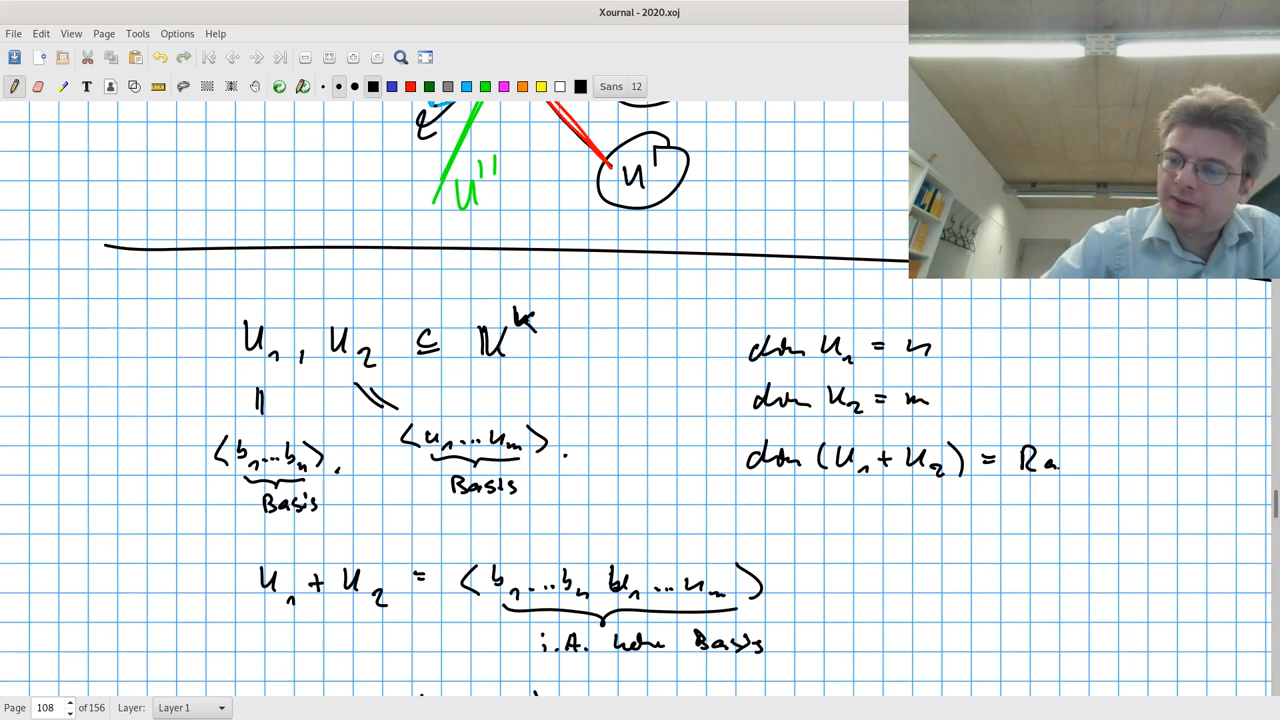 Xournal - 2020.xoj
File Edit View Page Tools Options Help
Sans 12
U''
U
U₁, U₂ ⊆ K^k
dim U₁ = n
dim U₂ = m
<b₁...bₙ>. <u₁...uₘ>.
Basis Basis
dim (U₁ + U₂) = Ra
U₁ + U₂ = <b₁...bₙ u₁...uₘ>
i.A. keine Basis
Page 108 of 156 Layer: Layer 1